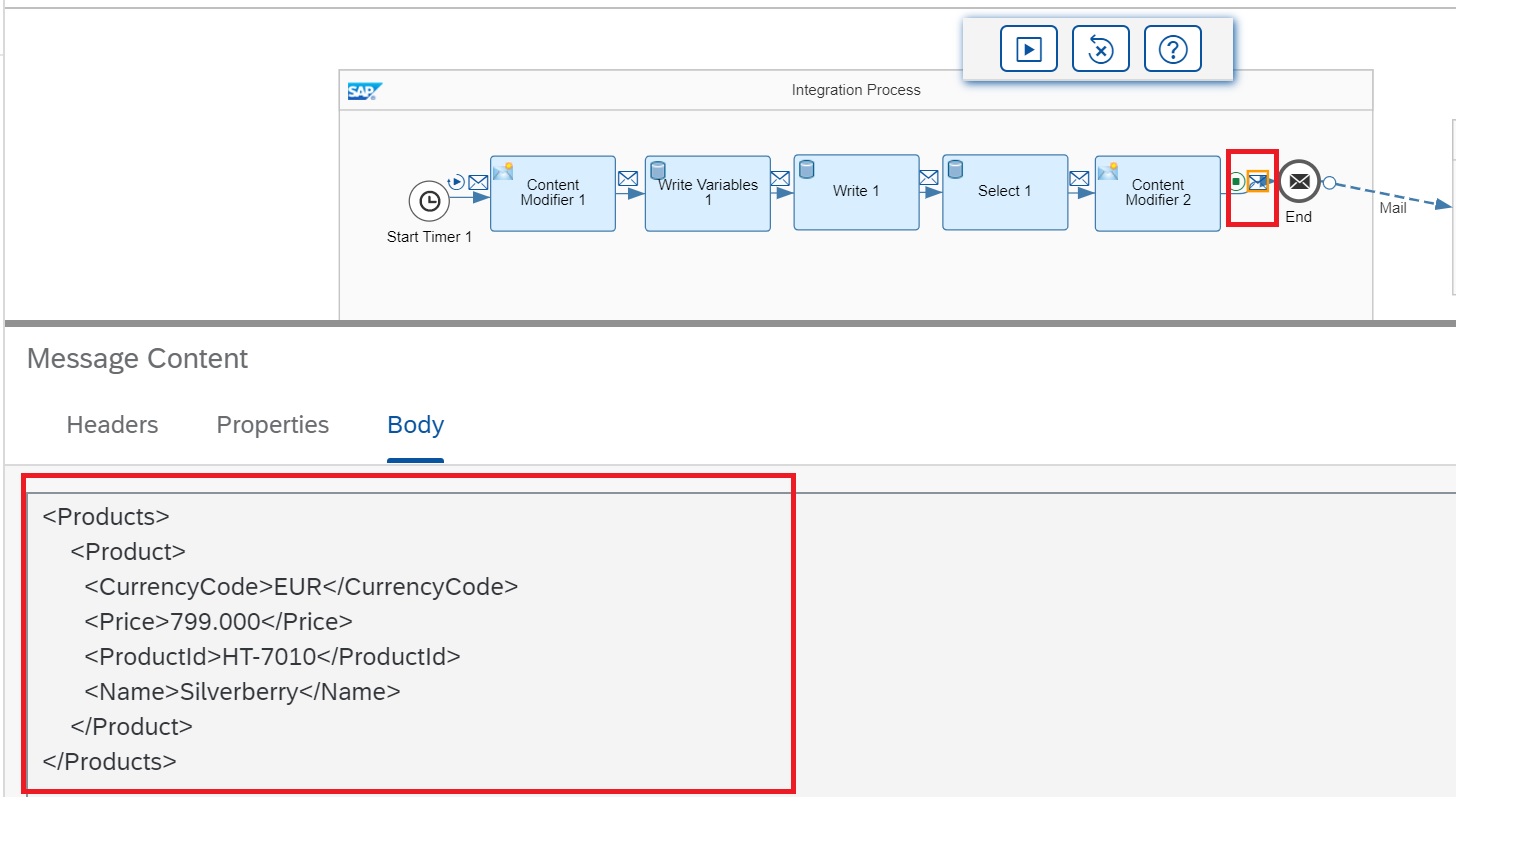 SAP
Integration Process
Content
Modifier 1
Write Variables
1
Write 1
Select 1
Content
Modifier 2
Start Timer 1
End
Mail
Message Content
Headers
Properties
Body
<Products>
<Product>
<CurrencyCode>EUR</CurrencyCode>
<Price>799.000</Price>
<ProductId>HT-7010</ProductId>
<Name>Silverberry</Name>
</Product>
</Products>